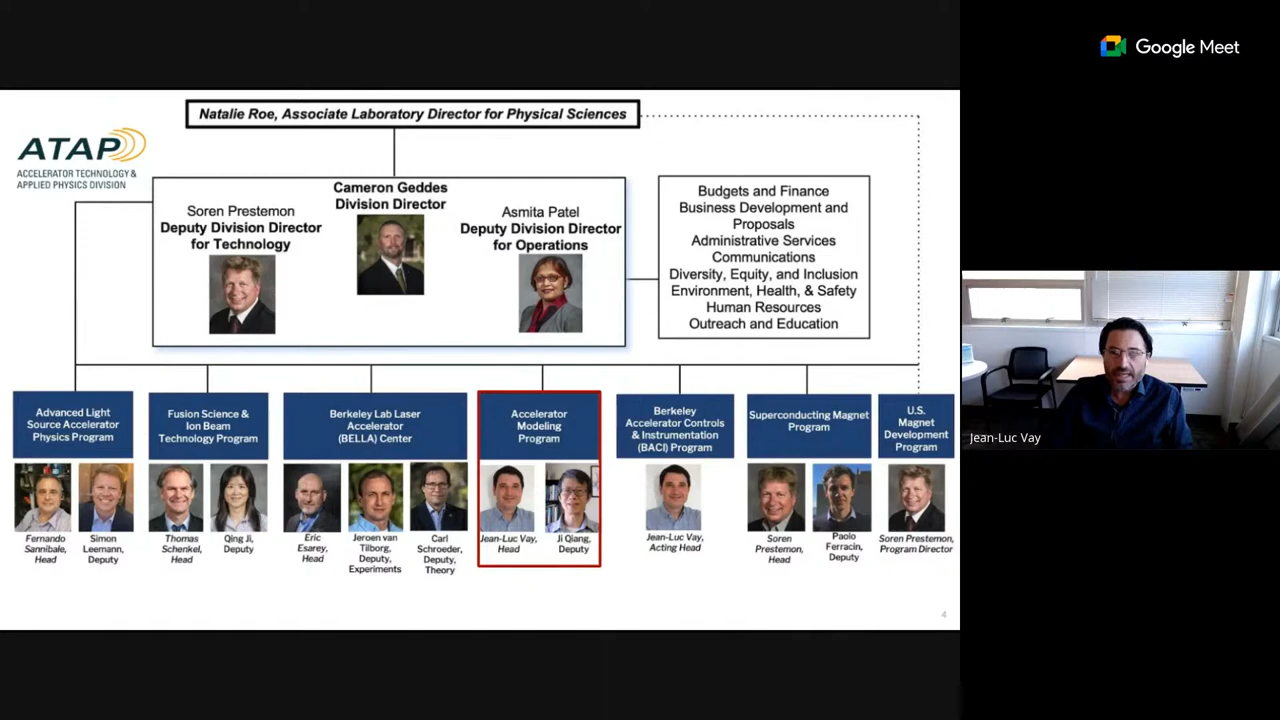 Google Meet
Natalie Roe, Associate Laboratory Director for Physical Sciences
ATAP
ACCELERATOR TECHNOLOGY &
APPLIED PHYSICS DIVISION
Cameron Geddes
Division Director
Soren Prestemon
Deputy Division Director
for Technology
Asmita Patel
Deputy Division Director
for Operations
Budgets and Finance
Business Development and
Proposals
Administrative Services
Communications
Diversity, Equity, and Inclusion
Environment, Health, & Safety
Human Resources
Outreach and Education
Advanced Light
Source Accelerator
Physics Program
Fernando
Sannibale,
Head
Simon
Leemann,
Deputy
Fusion Science &
Ion Beam
Technology Program
Thomas
Schenkel,
Head
Qing Ji,
Deputy
Berkeley Lab Laser
Accelerator
(BELLA) Center
Eric
Esarey,
Head
Jeroen van
Tilborg,
Deputy,
Experiments
Carl
Schroeder,
Deputy,
Theory
Accelerator
Modeling
Program
Jean-Luc Vay,
Head
Ji Qiang,
Deputy
Berkeley
Accelerator Controls
& Instrumentation
(BACI) Program
Jean-Luc Vay,
Acting Head
Superconducting Magnet
Program
Soren
Prestemon,
Head
Paolo
Ferracin,
Deputy
U.S.
Magnet
Development
Program
Soren Prestemon,
Program Director
4
Jean-Luc Vay